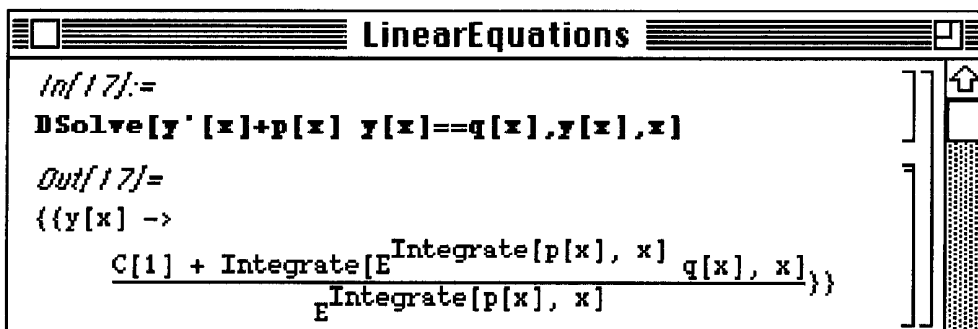 LinearEquations
In[17]:=
DSolve[y'[x]+p[x] y[x]==q[x],y[x],x]
Out[17]=
{{y[x] ->
C[1] + Integrate[E^Integrate[p[x], x] q[x], x]
E^Integrate[p[x], x]}}